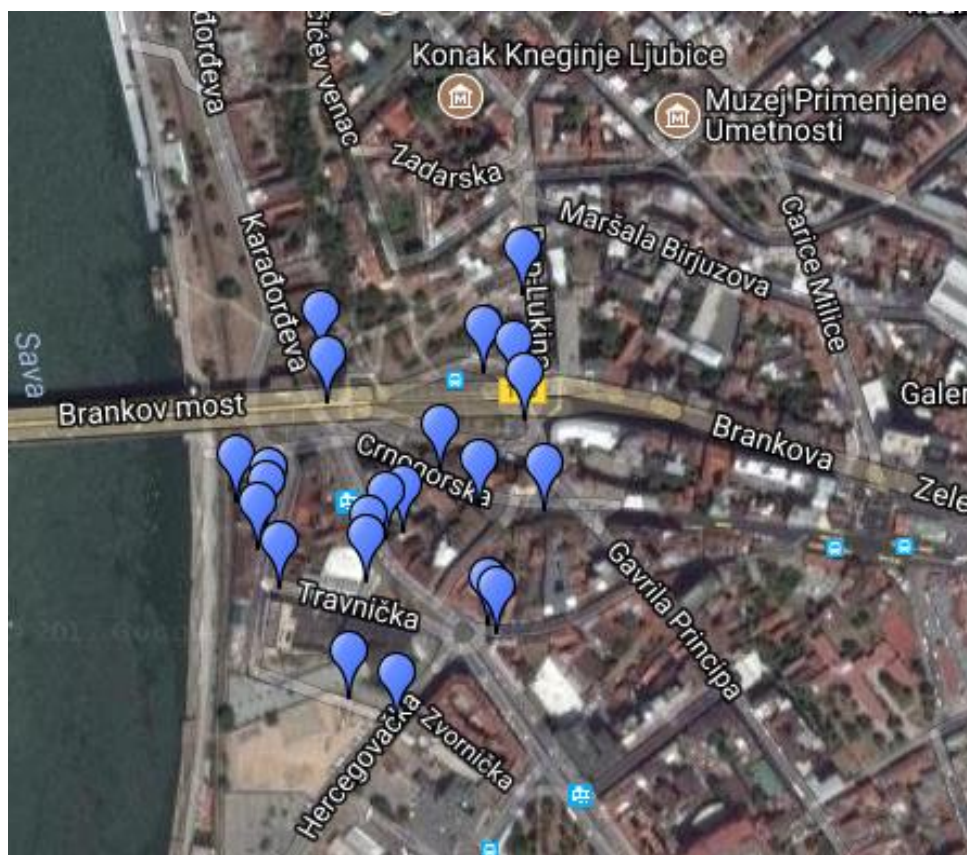 Konak Kneginje Ljubice
Muzej Primenjene
Umetnosti
Zadarska
Maršala Birjuzova
Carice Milice
Karađorđeva
Sava
Brankov most
Brankova
Crnogorska
Gavrila Principa
Travnička
Hercegovačka
Zvornička